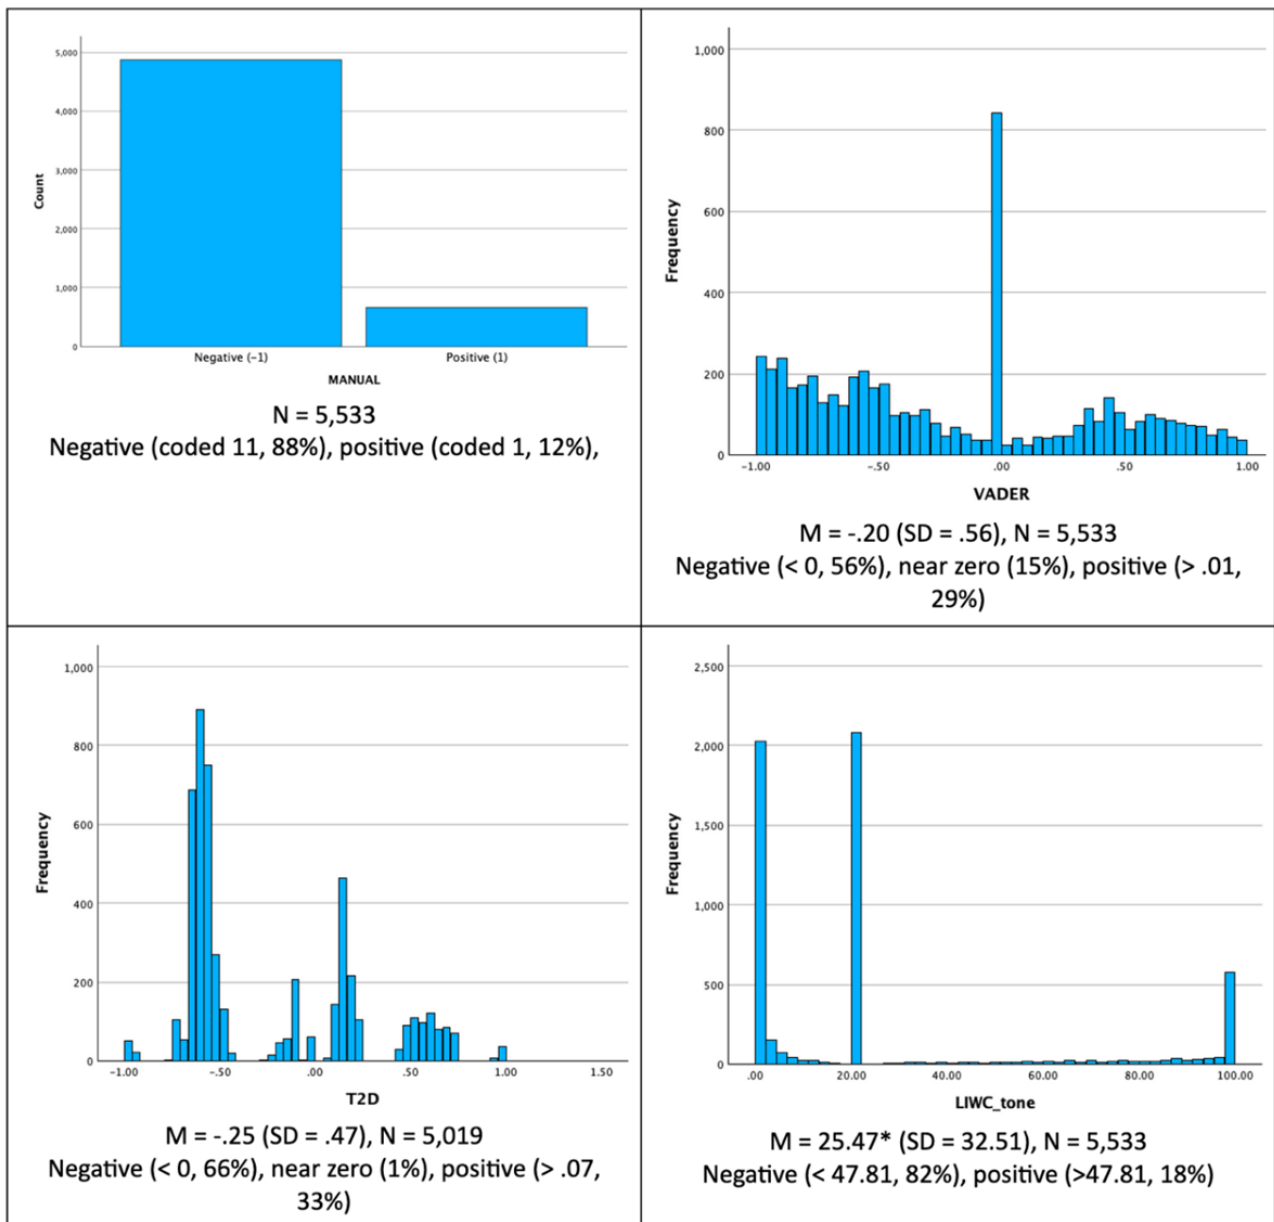 5,000
4,000
3,000
2,000
1,000
0
Count
Negative (-1)
Positive (1)
MANUAL
N = 5,533
Negative (coded 11, 88%), positive (coded 1, 12%),
1,000
800
600
400
200
0
Frequency
-1.00
-.50
.00
.50
1.00
VADER
M = -.20 (SD = .56), N = 5,533
Negative (< 0, 56%), near zero (15%), positive (> .01,
29%)
1,000
800
600
400
200
0
Frequency
-1.00
-.50
.00
.50
1.00
1.50
T2D
M = -.25 (SD = .47), N = 5,019
Negative (< 0, 66%), near zero (1%), positive (> .07,
33%)
2,500
2,000
1,500
1,000
500
0
Frequency
.00
20.00
40.00
60.00
80.00
100.00
LIWC_tone
M = 25.47* (SD = 32.51), N = 5,533
Negative (< 47.81, 82%), positive (>47.81, 18%)